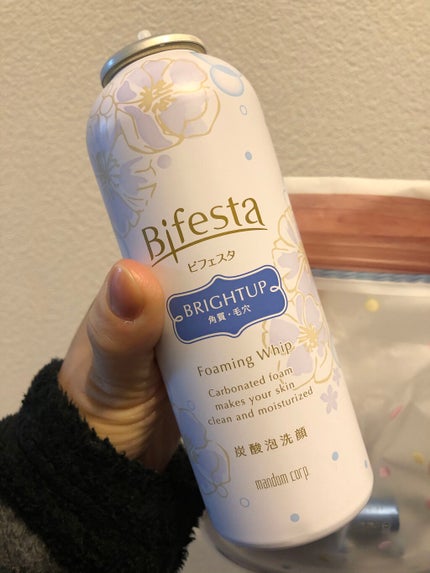 Bifesta
ビフェスタ
BRIGHTUP
角質・毛穴
Foaming Whip
Carbonated foam
makes your skin
clean and moisturized
炭酸泡洗顔
mandom corp.